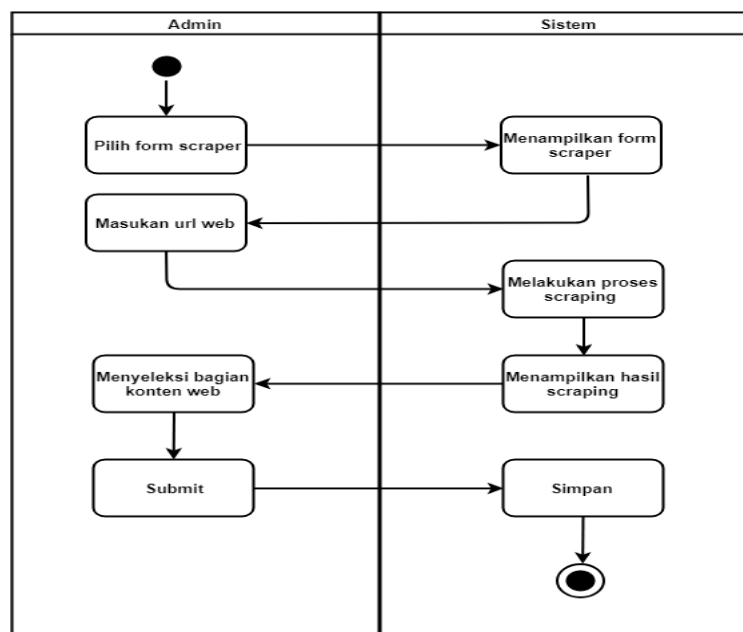 Admin
Sistem
Pilih form scraper
Menampilkan form
scraper
Masukan url web
Melakukan proses
scraping
Menampilkan hasil
scraping
Menyeleksi bagian
konten web
Submit
Simpan